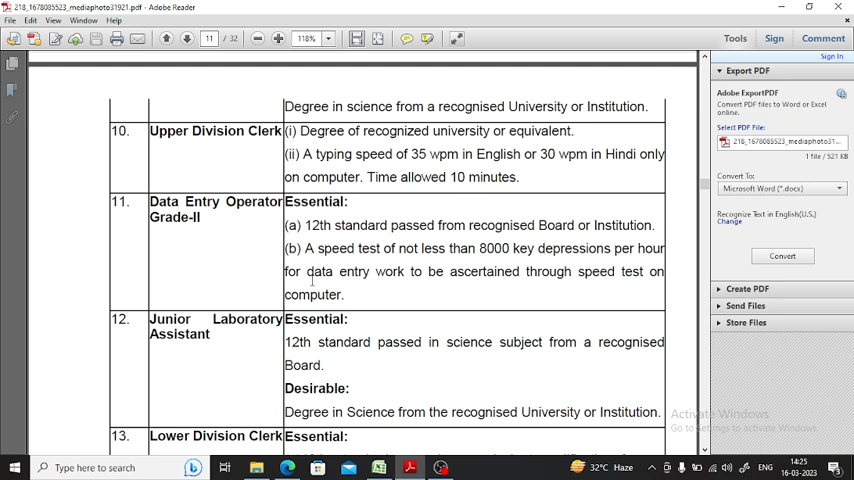 218_1678085523_mediaphoto31921.pdf - Adobe Reader
File Edit View Window Help
11 / 32 118% Tools Sign Comment
Sign In
Export PDF
Adobe ExportPDF
Convert PDF files to Word or Excel
online.
Select PDF File:
218_1678085523_mediaphoto31...
1 file / 521 KB
Convert To:
Microsoft Word (*.docx)
Recognize Text in English(U.S.)
Change
Convert
Create PDF
Send Files
Store Files
Degree in science from a recognised University or Institution.
10. Upper Division Clerk (i) Degree of recognized university or equivalent.
(ii) A typing speed of 35 wpm in English or 30 wpm in Hindi only
on computer. Time allowed 10 minutes.
11. Data Entry Operator Essential:
Grade-II
(a) 12th standard passed from recognised Board or Institution.
(b) A speed test of not less than 8000 key depressions per hour
for data entry work to be ascertained through speed test on
computer.
12. Junior Laboratory Essential:
Assistant
12th standard passed in science subject from a recognised
Board.
Desirable:
Degree in Science from the recognised University or Institution.
13. Lower Division Clerk Essential:
Activate Windows
Go to Settings to activate Windows.
Type here to search
32°C Haze
ENG
14:25
16-03-2023
3